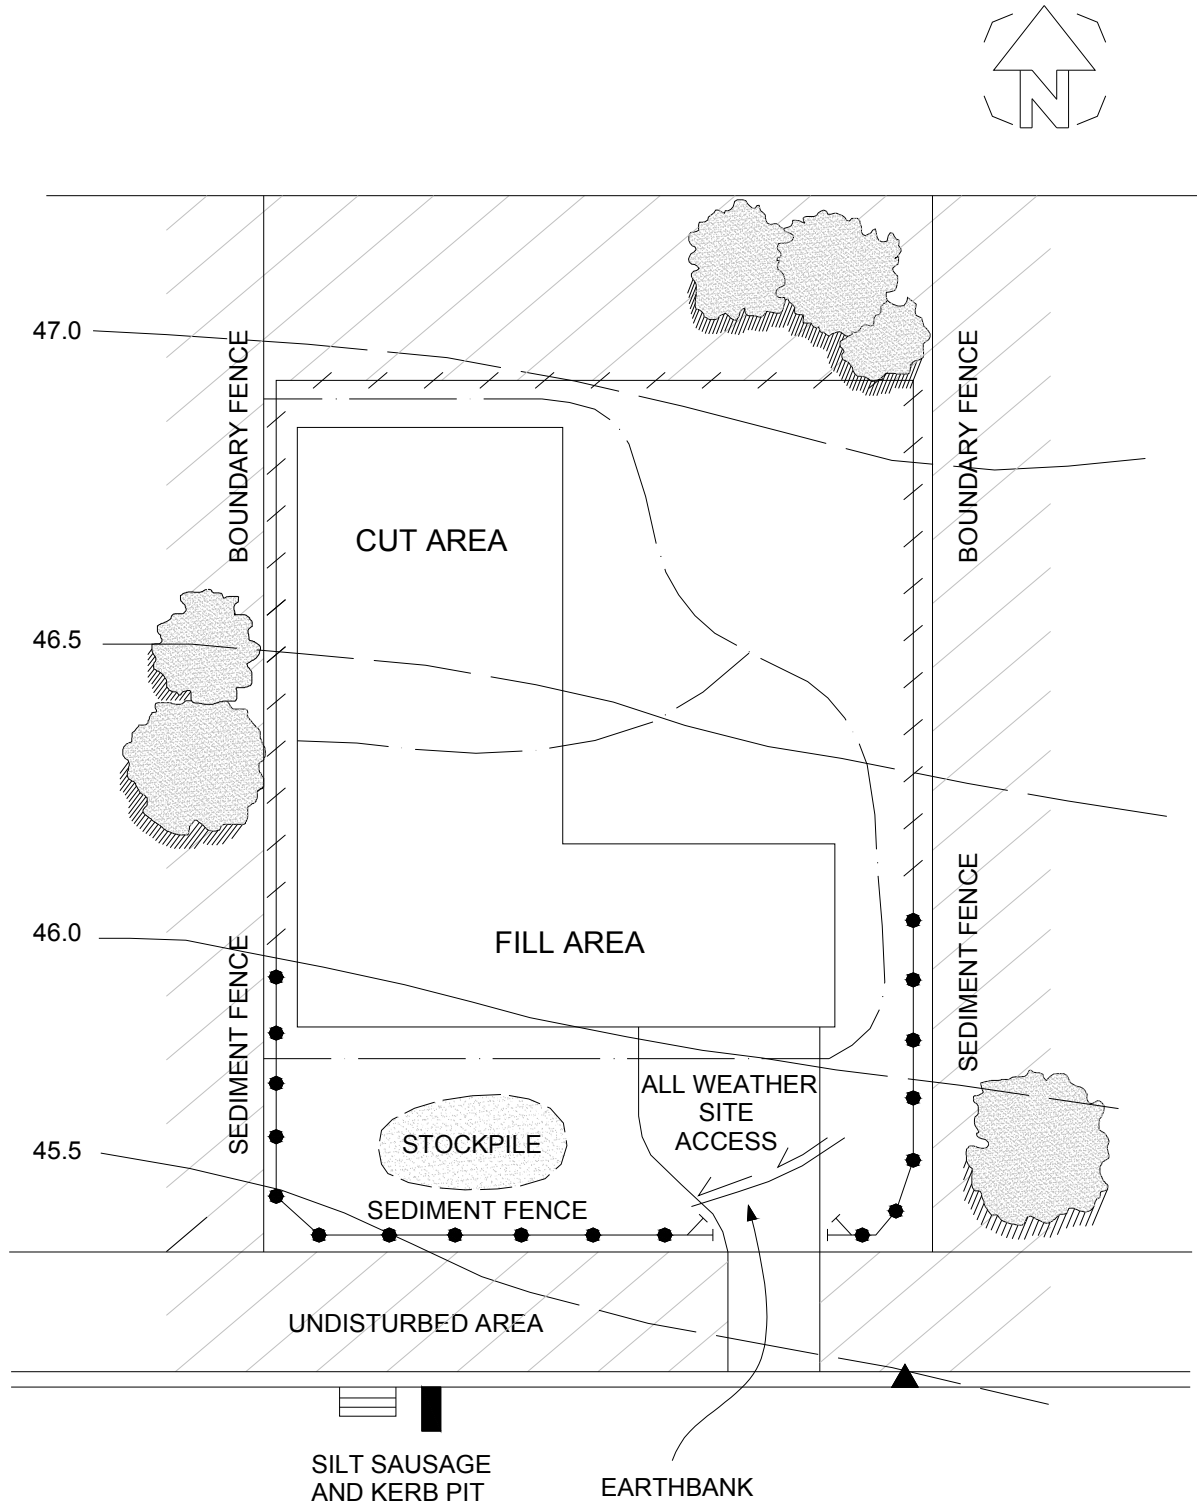 N
47.0
BOUNDARY FENCE
BOUNDARY FENCE
CUT AREA
46.5
46.0
FILL AREA
SEDIMENT FENCE
SEDIMENT FENCE
ALL WEATHER
SITE
ACCESS
45.5
STOCKPILE
SEDIMENT FENCE
UNDISTURBED AREA
SILT SAUSAGE
AND KERB PIT
EARTHBANK